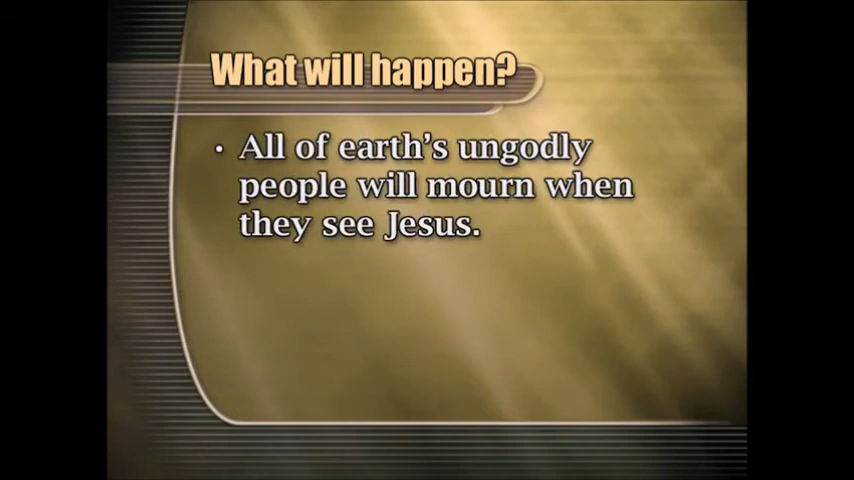 What will happen?
• All of earth's ungodly
people will mourn when
they see Jesus.